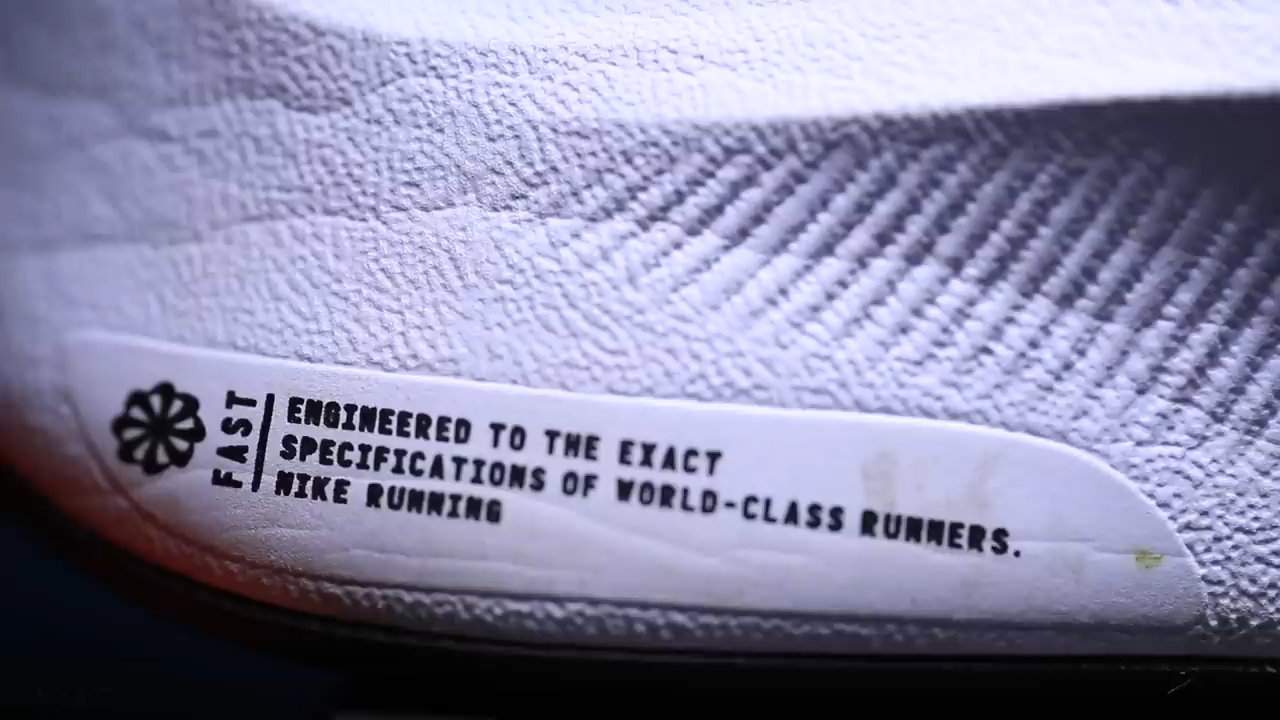 FAST
ENGINEERED TO THE EXACT
SPECIFICATIONS OF WORLD-CLASS RUNNERS.
NIKE RUNNING